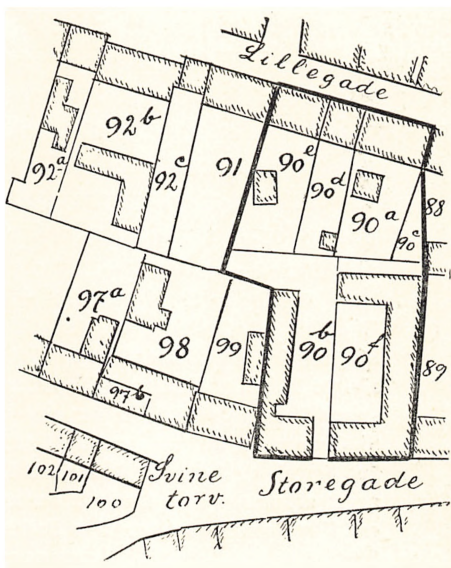 Lillegade
92b
92a
92c
91
90e
90d
90a
90c
88
97a
98
99
90b
90f
89
97b
102
101
100
Svine
torv.
Storegade